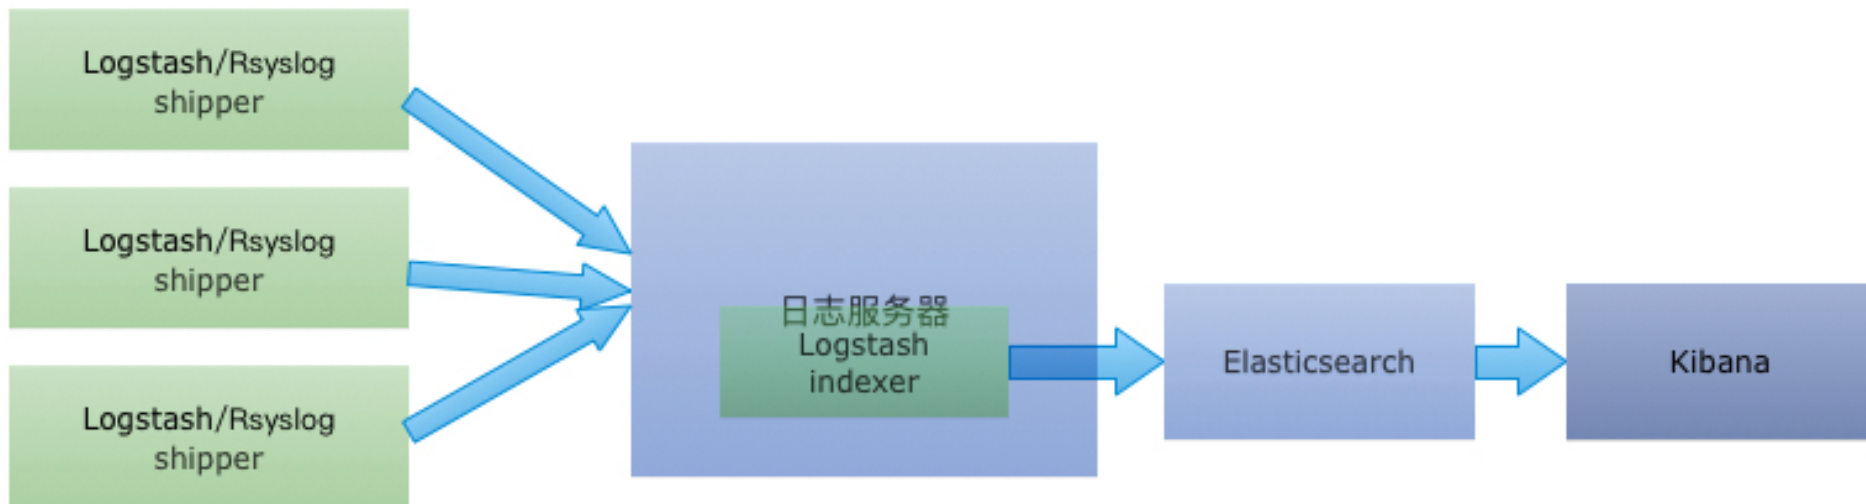 Logstash/Rsyslog
shipper
Logstash/Rsyslog
shipper
Logstash/Rsyslog
shipper
日志服务器
Logstash
indexer
Elasticsearch
Kibana